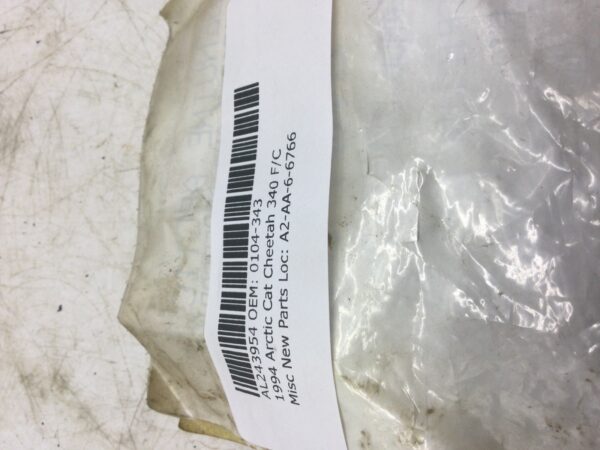 AL243954 OEM: 0104-343
1994 Arctic Cat Cheetah 340 F/C
Misc New Parts Loc: A2-AA-6-6766